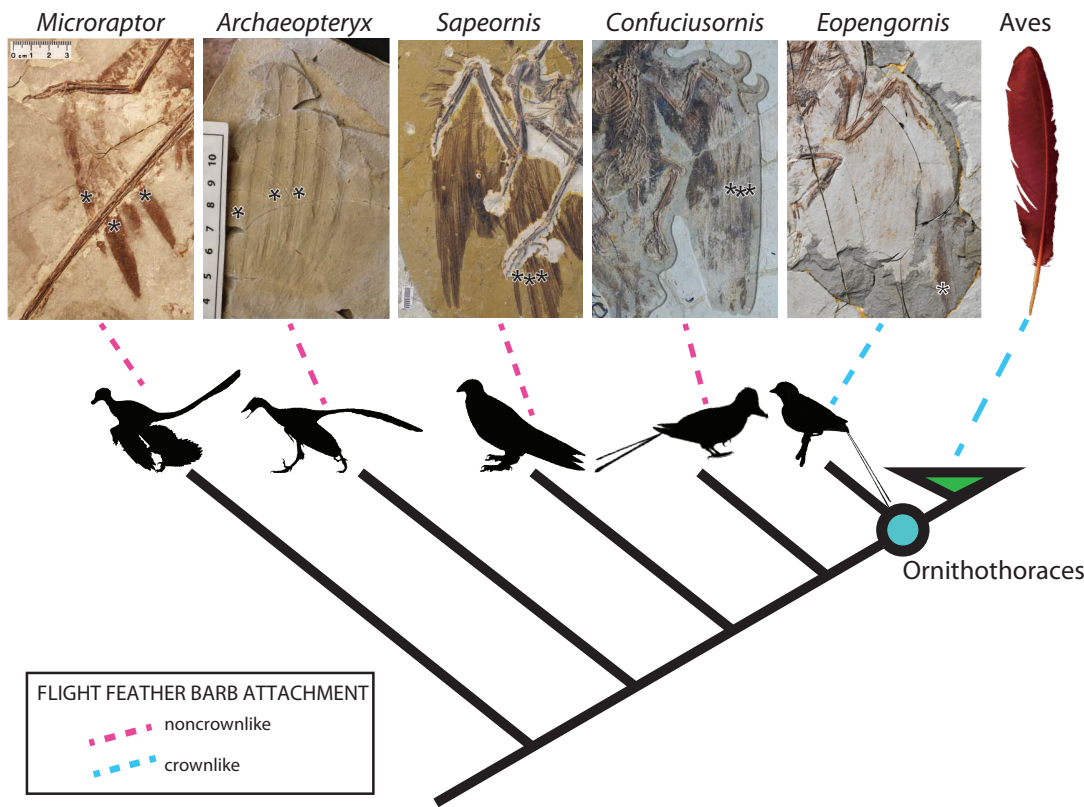 Microraptor Archaeopteryx Sapeornis Confuciusornis Eopengornis Aves
0 cm 1 2 3
10
9
8
7
6
5
4
Ornithothoraces
FLIGHT FEATHER BARB ATTACHMENT
noncrownlike
crownlike